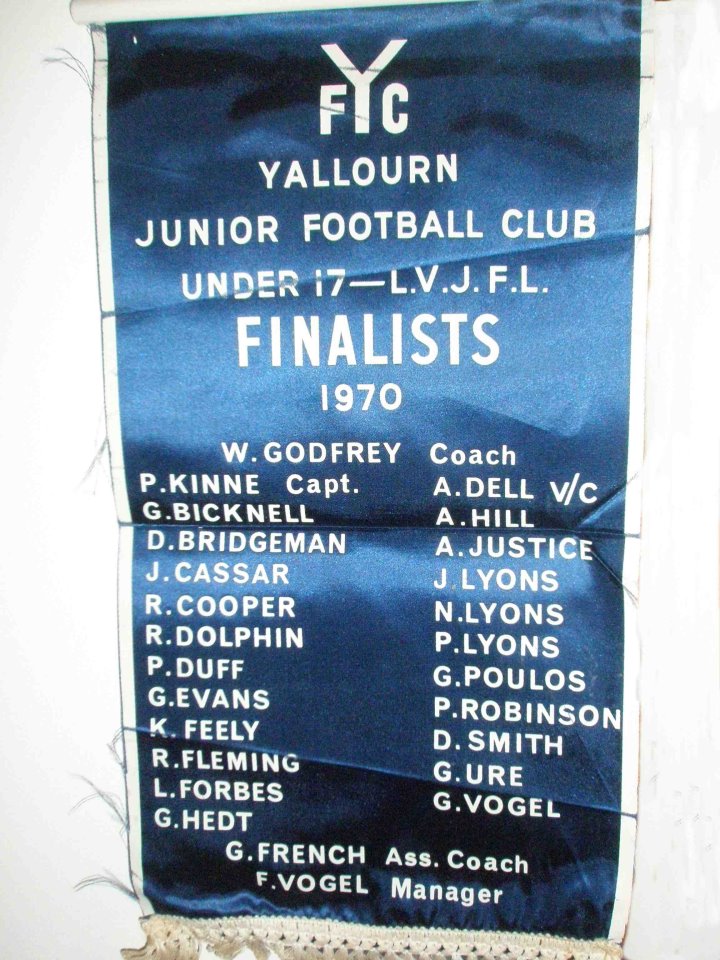 FYC
YALLOURN
JUNIOR FOOTBALL CLUB
UNDER 17—L.V.J.F.L.
FINALISTS
1970
W.GODFREY Coach
P.KINNE Capt. A.DELL V/C
G.BICKNELL A.HILL
D.BRIDGEMAN A.JUSTICE
J.CASSAR J.LYONS
R.COOPER N.LYONS
R.DOLPHIN P.LYONS
P.DUFF G.POULOS
G.EVANS P.ROBINSON
K.FEELY D.SMITH
R.FLEMING G.URE
L.FORBES G.VOGEL
G.HEDT
G.FRENCH Ass. Coach
F.VOGEL Manager